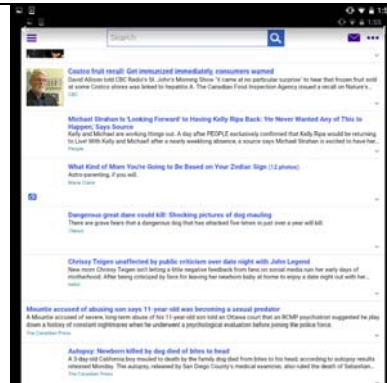 Search
Costco fruit recall: Get immunized immediately, consumers warned
David Allison told CBC Radio's St. John's Morning Show "it came at no particular surprise" to hear that frozen fruit sold
at some Costco stores was linked to hepatitis A. The Canadian Food Inspection Agency issued a recall on Nature's...
CBC
Michael Strahan Is 'Looking Forward' to Having Kelly Ripa Back: 'He Never Wanted Any of This to
Happen,' Says Source
Kelly and Michael are working things out. A day after PEOPLE exclusively confirmed that Kelly Ripa would be returning
to Live! With Kelly and Michael after a nearly weeklong absence, a source says Michael Strahan is excited to have her...
People
What Kind of Mom You're Going to Be Based on Your Zodiac Sign (12 photos)
Astro-parenting, if you will.
Marie Claire
Dangerous great dane could kill: Shocking pictures of dog mauling
There are grave fears that a dangerous dog that has attacked five times in just over a year will kill.
7News
Chrissy Teigen unaffected by public criticism over date night with John Legend
New mom Chrissy Teigen isn't letting a little negative feedback from fans on social media ruin her early days of
motherhood. After being criticized by fans for leaving her newborn baby at home to enjoy a date night out with her...
Mountie accused of abusing son says 11-year-old was becoming a sexual predator
A Mountie accused of severe, long-term abuse of his 11-year-old son told an Ottawa court that an RCMP psychiatrist suggested he play
down a history of constant nightmares when he underwent a psychological evaluation before joining the police force.
The Canadian Press
Autopsy: Newborn killed by dog died of bites to head
A 3-day-old California boy mauled to death by the family dog died from bites to his head, according to autopsy results
released Monday. The autopsy, released by San Diego County's medical examiner, also ruled the death of Sebastian...
The Canadian Press